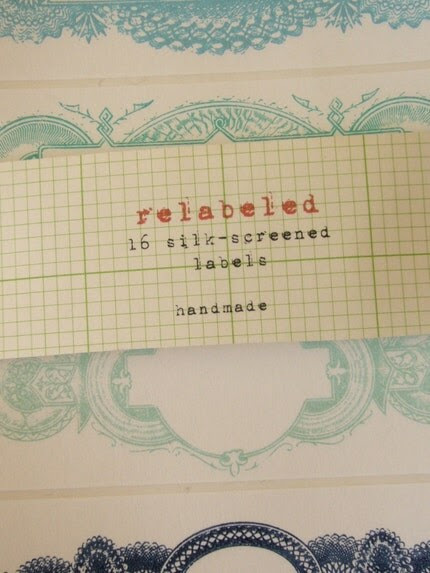 relabeled
16 silk-screened
labels
handmade